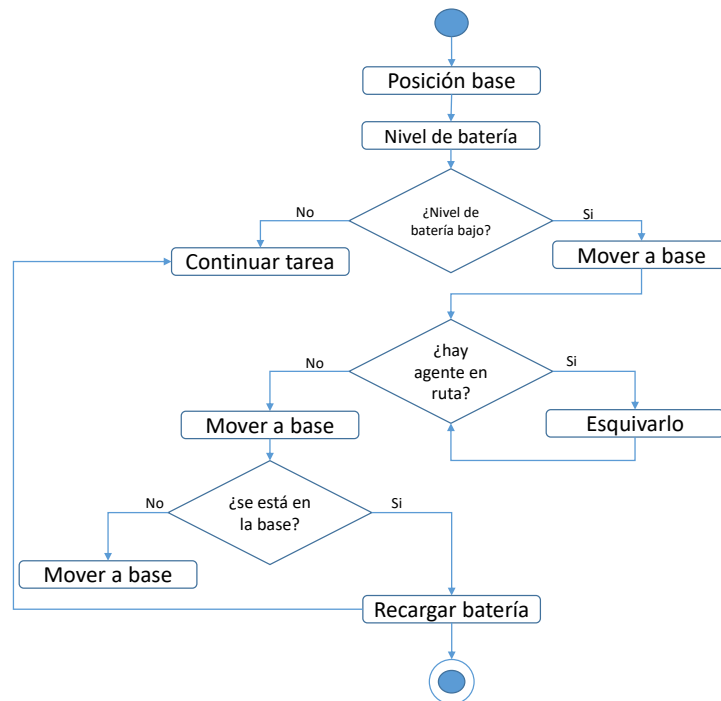 Posición base
Nivel de batería
¿Nivel de
batería bajo?
No
Si
Continuar tarea
Mover a base
¿hay
agente en
ruta?
No
Si
Mover a base
Esquivarlo
¿se está en
la base?
No
Si
Mover a base
Recargar batería